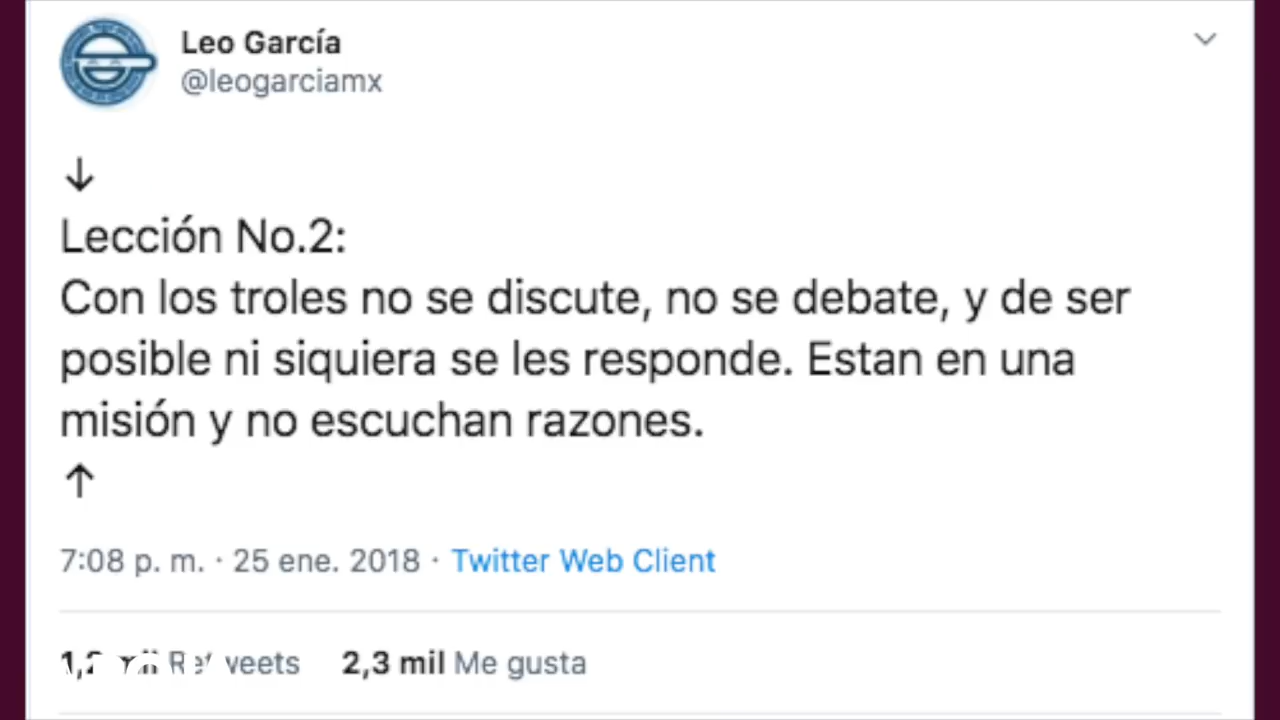 Leo García
@leogarciamx
↓
Lección No.2:
Con los troles no se discute, no se debate, y de ser
posible ni siquiera se les responde. Estan en una
misión y no escuchan razones.
↑
7:08 p. m. · 25 ene. 2018 · Twitter Web Client
Retweets 2,3 mil Me gusta